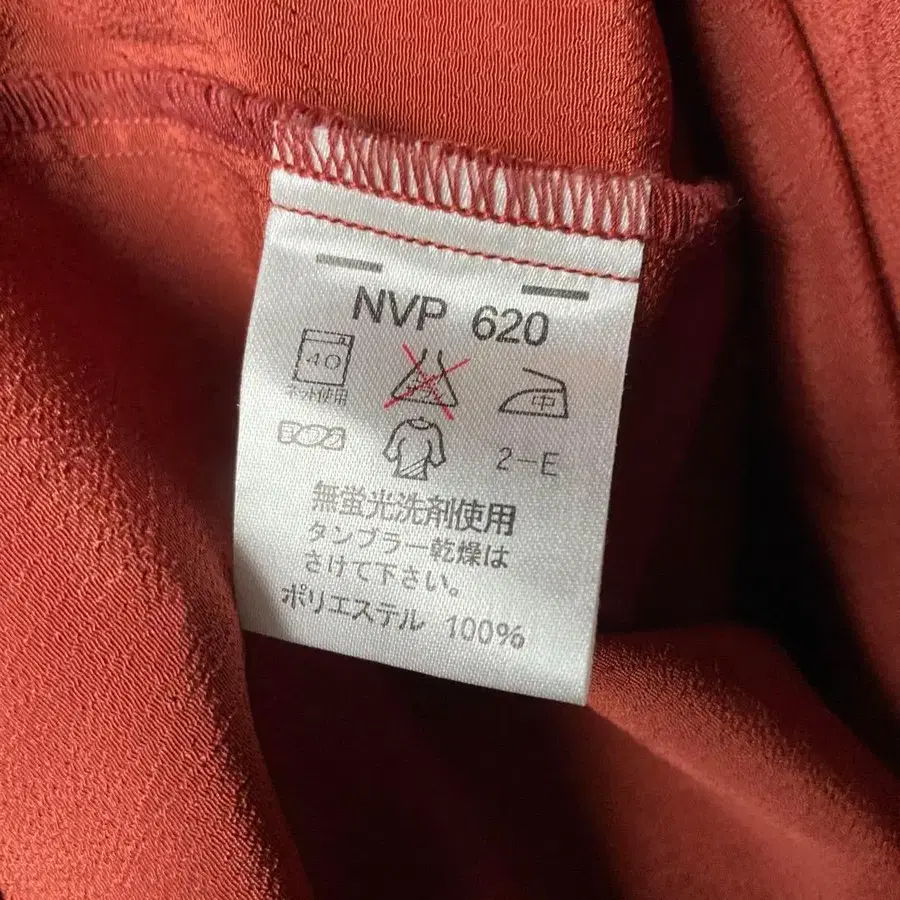 NVP 620
40
中
ネット使用
2-E
無蛍光洗剤使用
タンブラー乾燥は
さけて下さい。
ポリエステル 100%